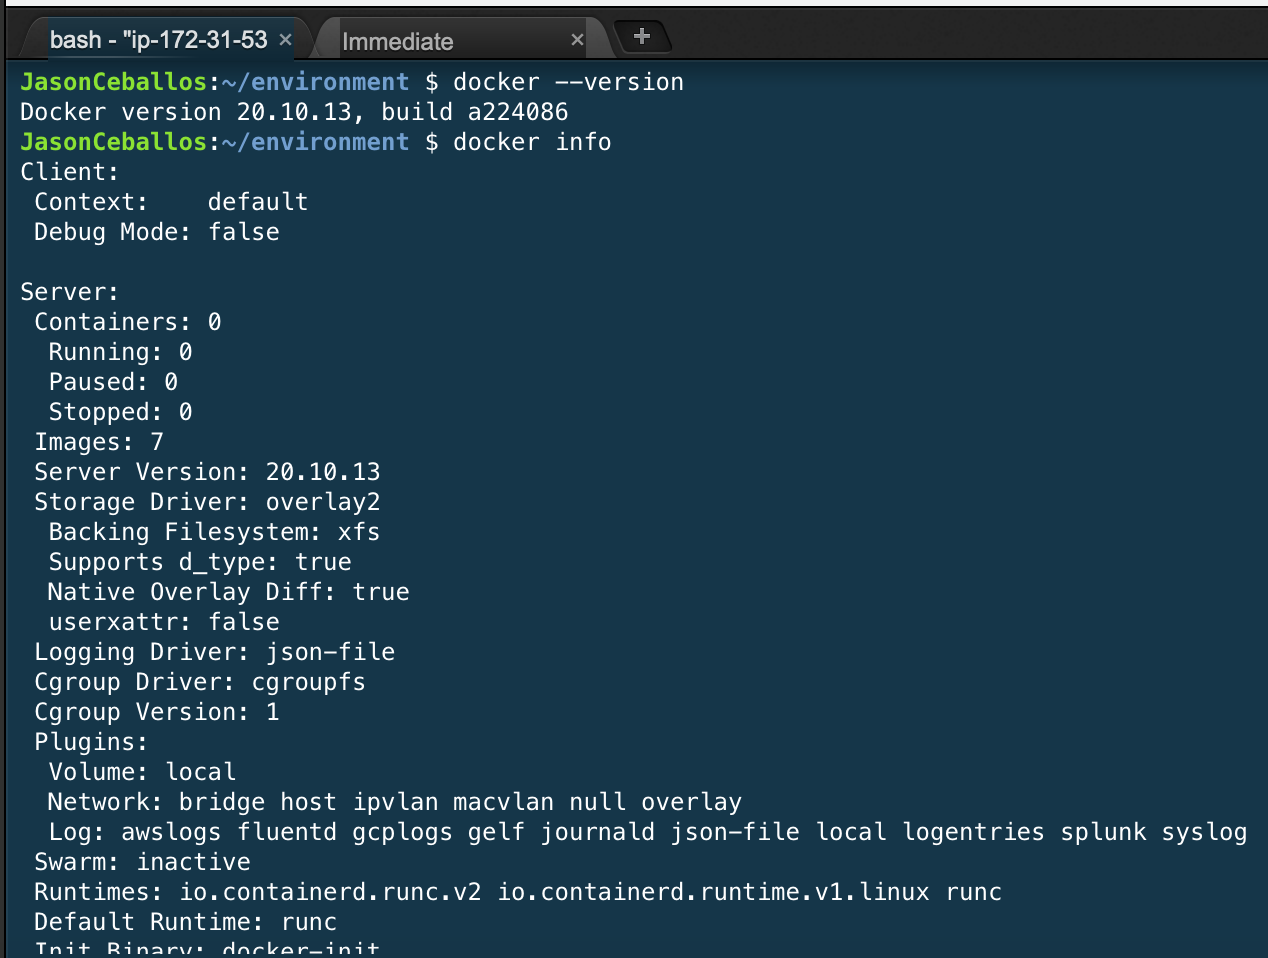 bash - "ip-172-31-53 × Immediate × +
JasonCeballos:~/environment $ docker --version
Docker version 20.10.13, build a224086
JasonCeballos:~/environment $ docker info
Client:
 Context:    default
 Debug Mode: false

Server:
 Containers: 0
  Running: 0
  Paused: 0
  Stopped: 0
 Images: 7
 Server Version: 20.10.13
 Storage Driver: overlay2
  Backing Filesystem: xfs
  Supports d_type: true
  Native Overlay Diff: true
  userxattr: false
 Logging Driver: json-file
 Cgroup Driver: cgroupfs
 Cgroup Version: 1
 Plugins:
  Volume: local
  Network: bridge host ipvlan macvlan null overlay
  Log: awslogs fluentd gcplogs gelf journald json-file local logentries splunk syslog
 Swarm: inactive
 Runtimes: io.containerd.runc.v2 io.containerd.runtime.v1.linux runc
 Default Runtime: runc
 Init Binary: docker-init